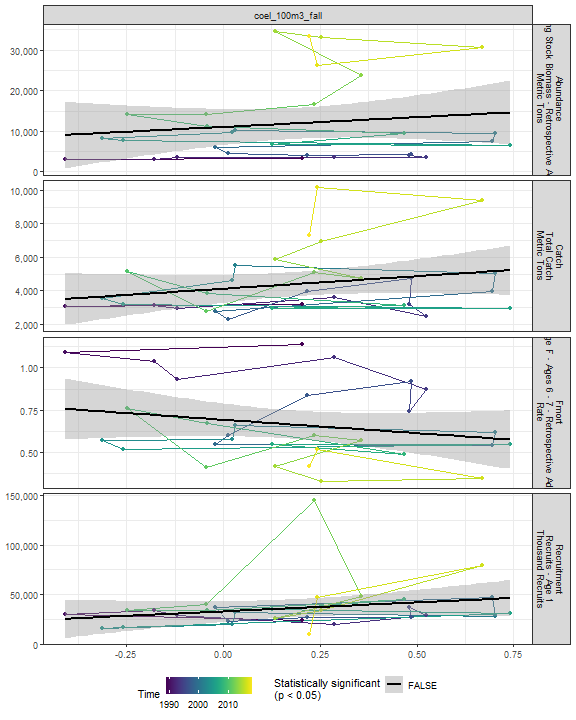 coel_100m3_fall
30,000
20,000
10,000
0
Abundance
Stock Biomass - Retrospective
Metric Tons
10,000
8,000
6,000
4,000
2,000
Catch
Total Catch
Metric Tons
1.00
0.75
0.50
Fmort
F - Ages 6 - 7 - Retrospective
Rate
150,000
100,000
50,000
0
Recruitment
Recruits - Age 1
Thousand Recruits
-0.25
0.00
0.25
0.50
0.75
Time
1990 2000 2010
Statistically significant
(p < 0.05)
FALSE